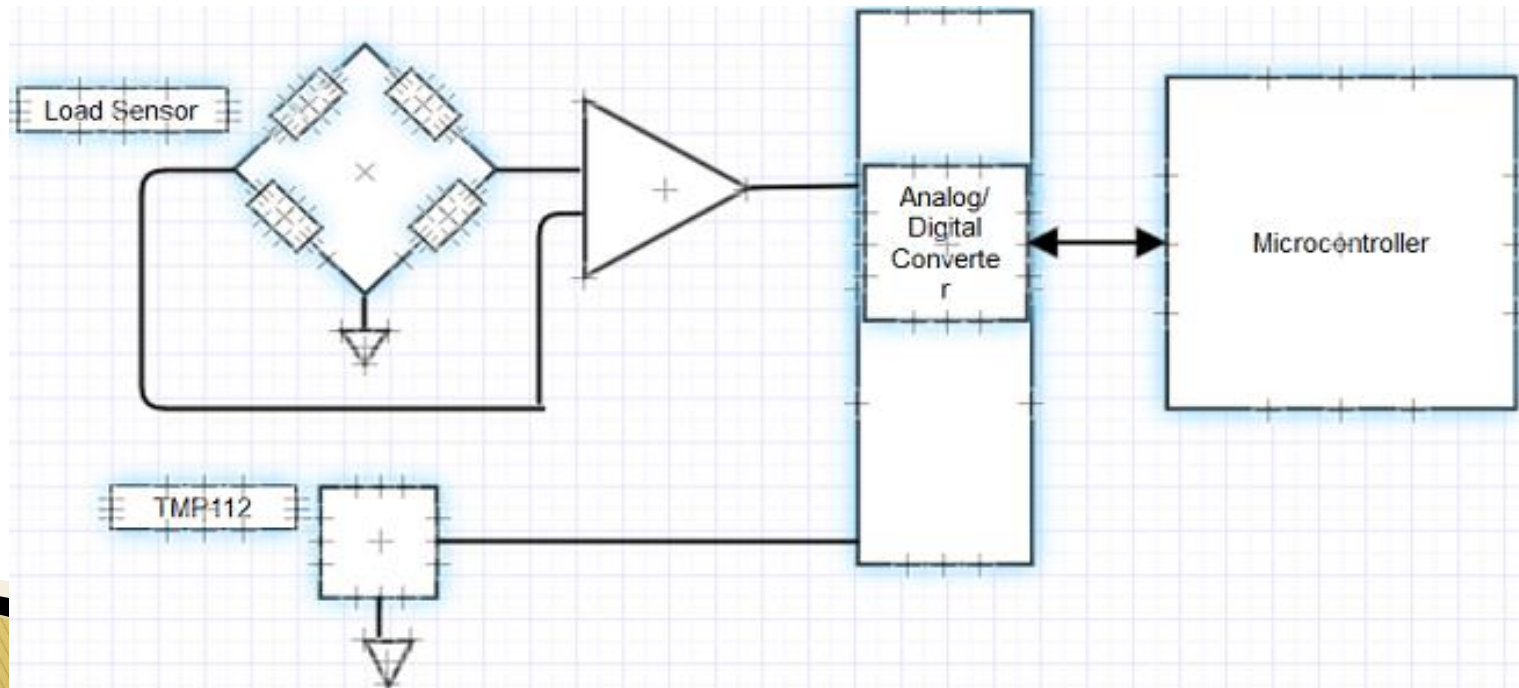 Load Sensor
Analog/
Digital
Converte
r
Microcontroller
TMP112